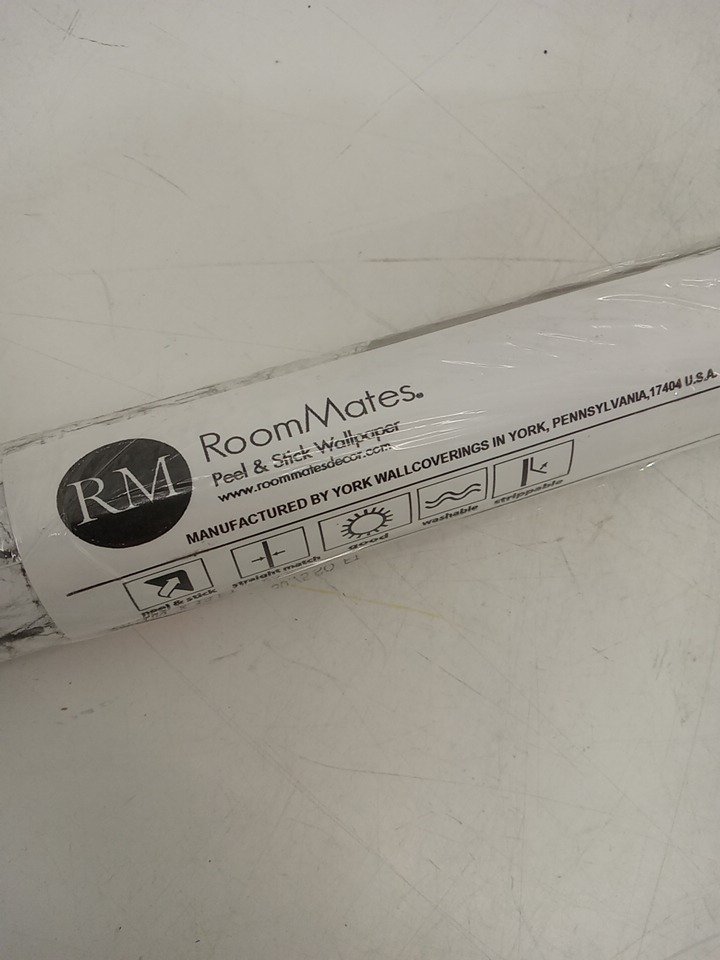 RM
RoomMates®
Peel & Stick Wallpaper
www.roommatesdecor.com
MANUFACTURED BY YORK WALLCOVERINGS IN YORK, PENNSYLVANIA,17404 U.S.A.
peel & stick
straight match
good
washable
strippable